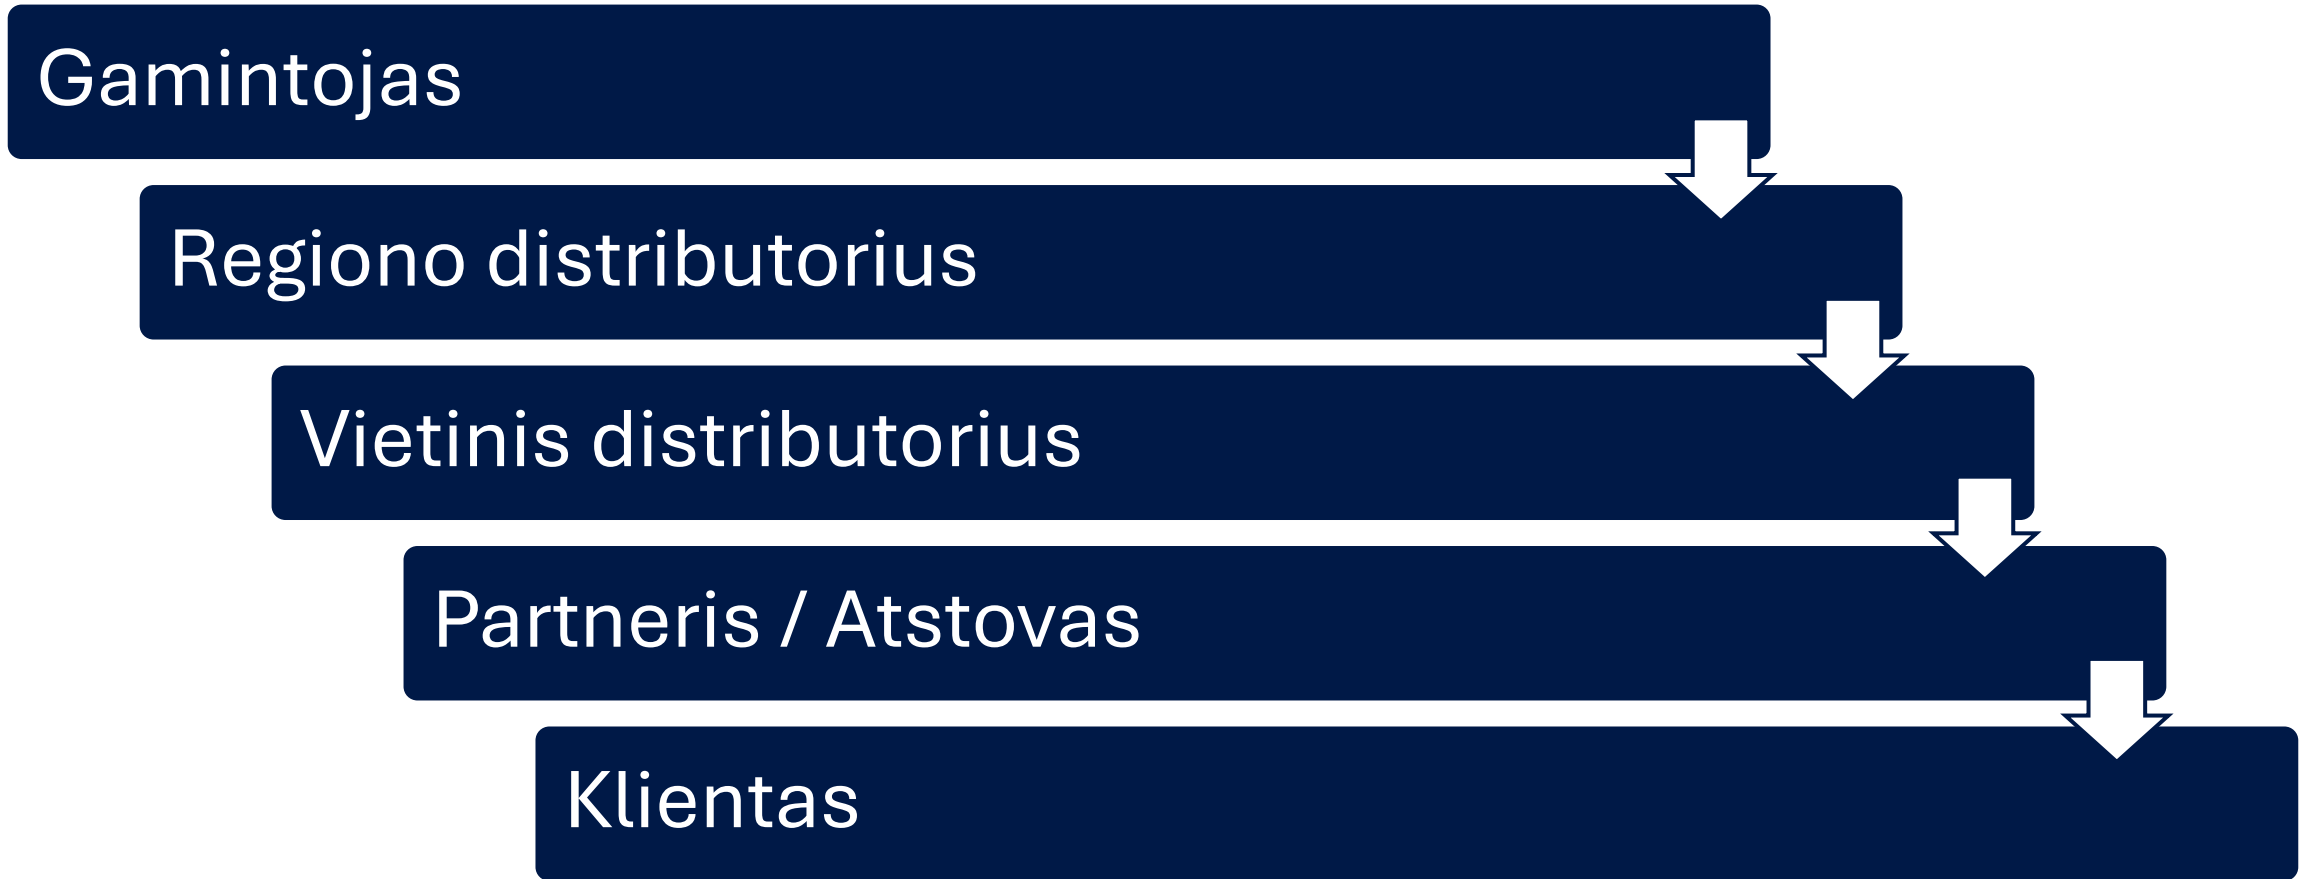 Gamintojas
Regiono distributorius
Vietinis distributorius
Partneris / Atstovas
Klientas